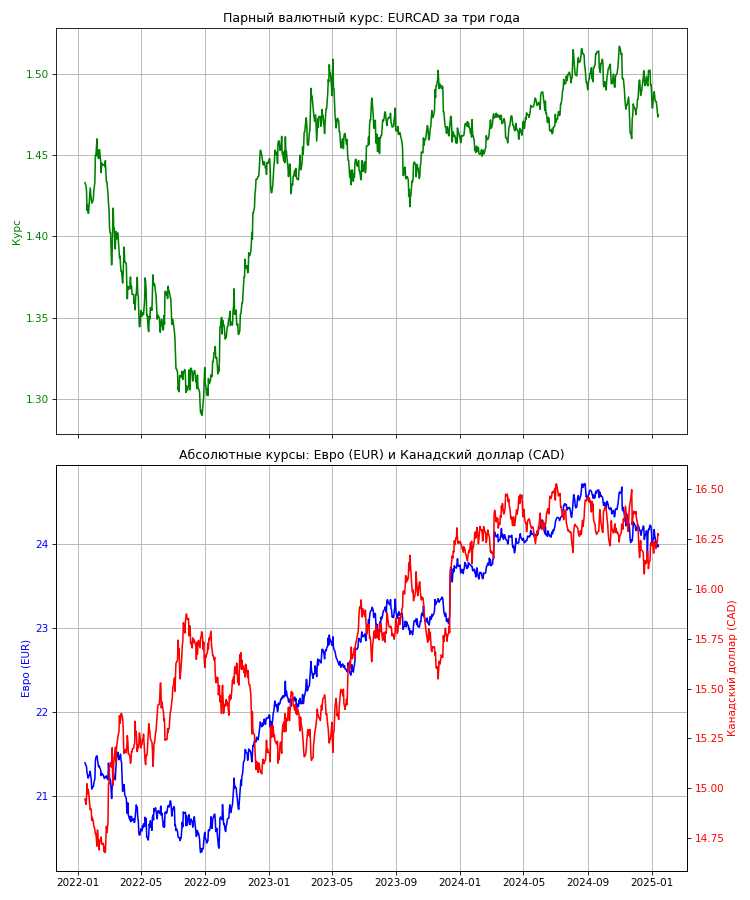 Парный валютный курс: EURCAD за три года
1.50
1.45
1.40
1.35
1.30
Курс
Абсолютные курсы: Евро (EUR) и Канадский доллар (CAD)
24
23
22
21
Евро (EUR)
16.50
16.25
16.00
15.75
15.50
15.25
15.00
14.75
Канадский доллар (CAD)
2022-01 2022-05 2022-09 2023-01 2023-05 2023-09 2024-01 2024-05 2024-09 2025-01